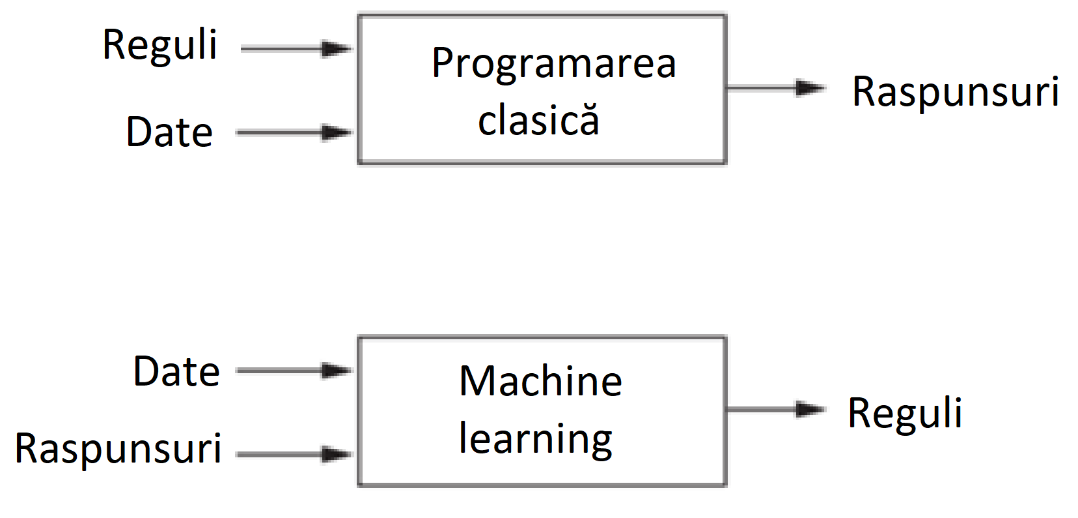 Reguli
Date
Programarea
clasică
Raspunsuri
Date
Raspunsuri
Machine
learning
Reguli